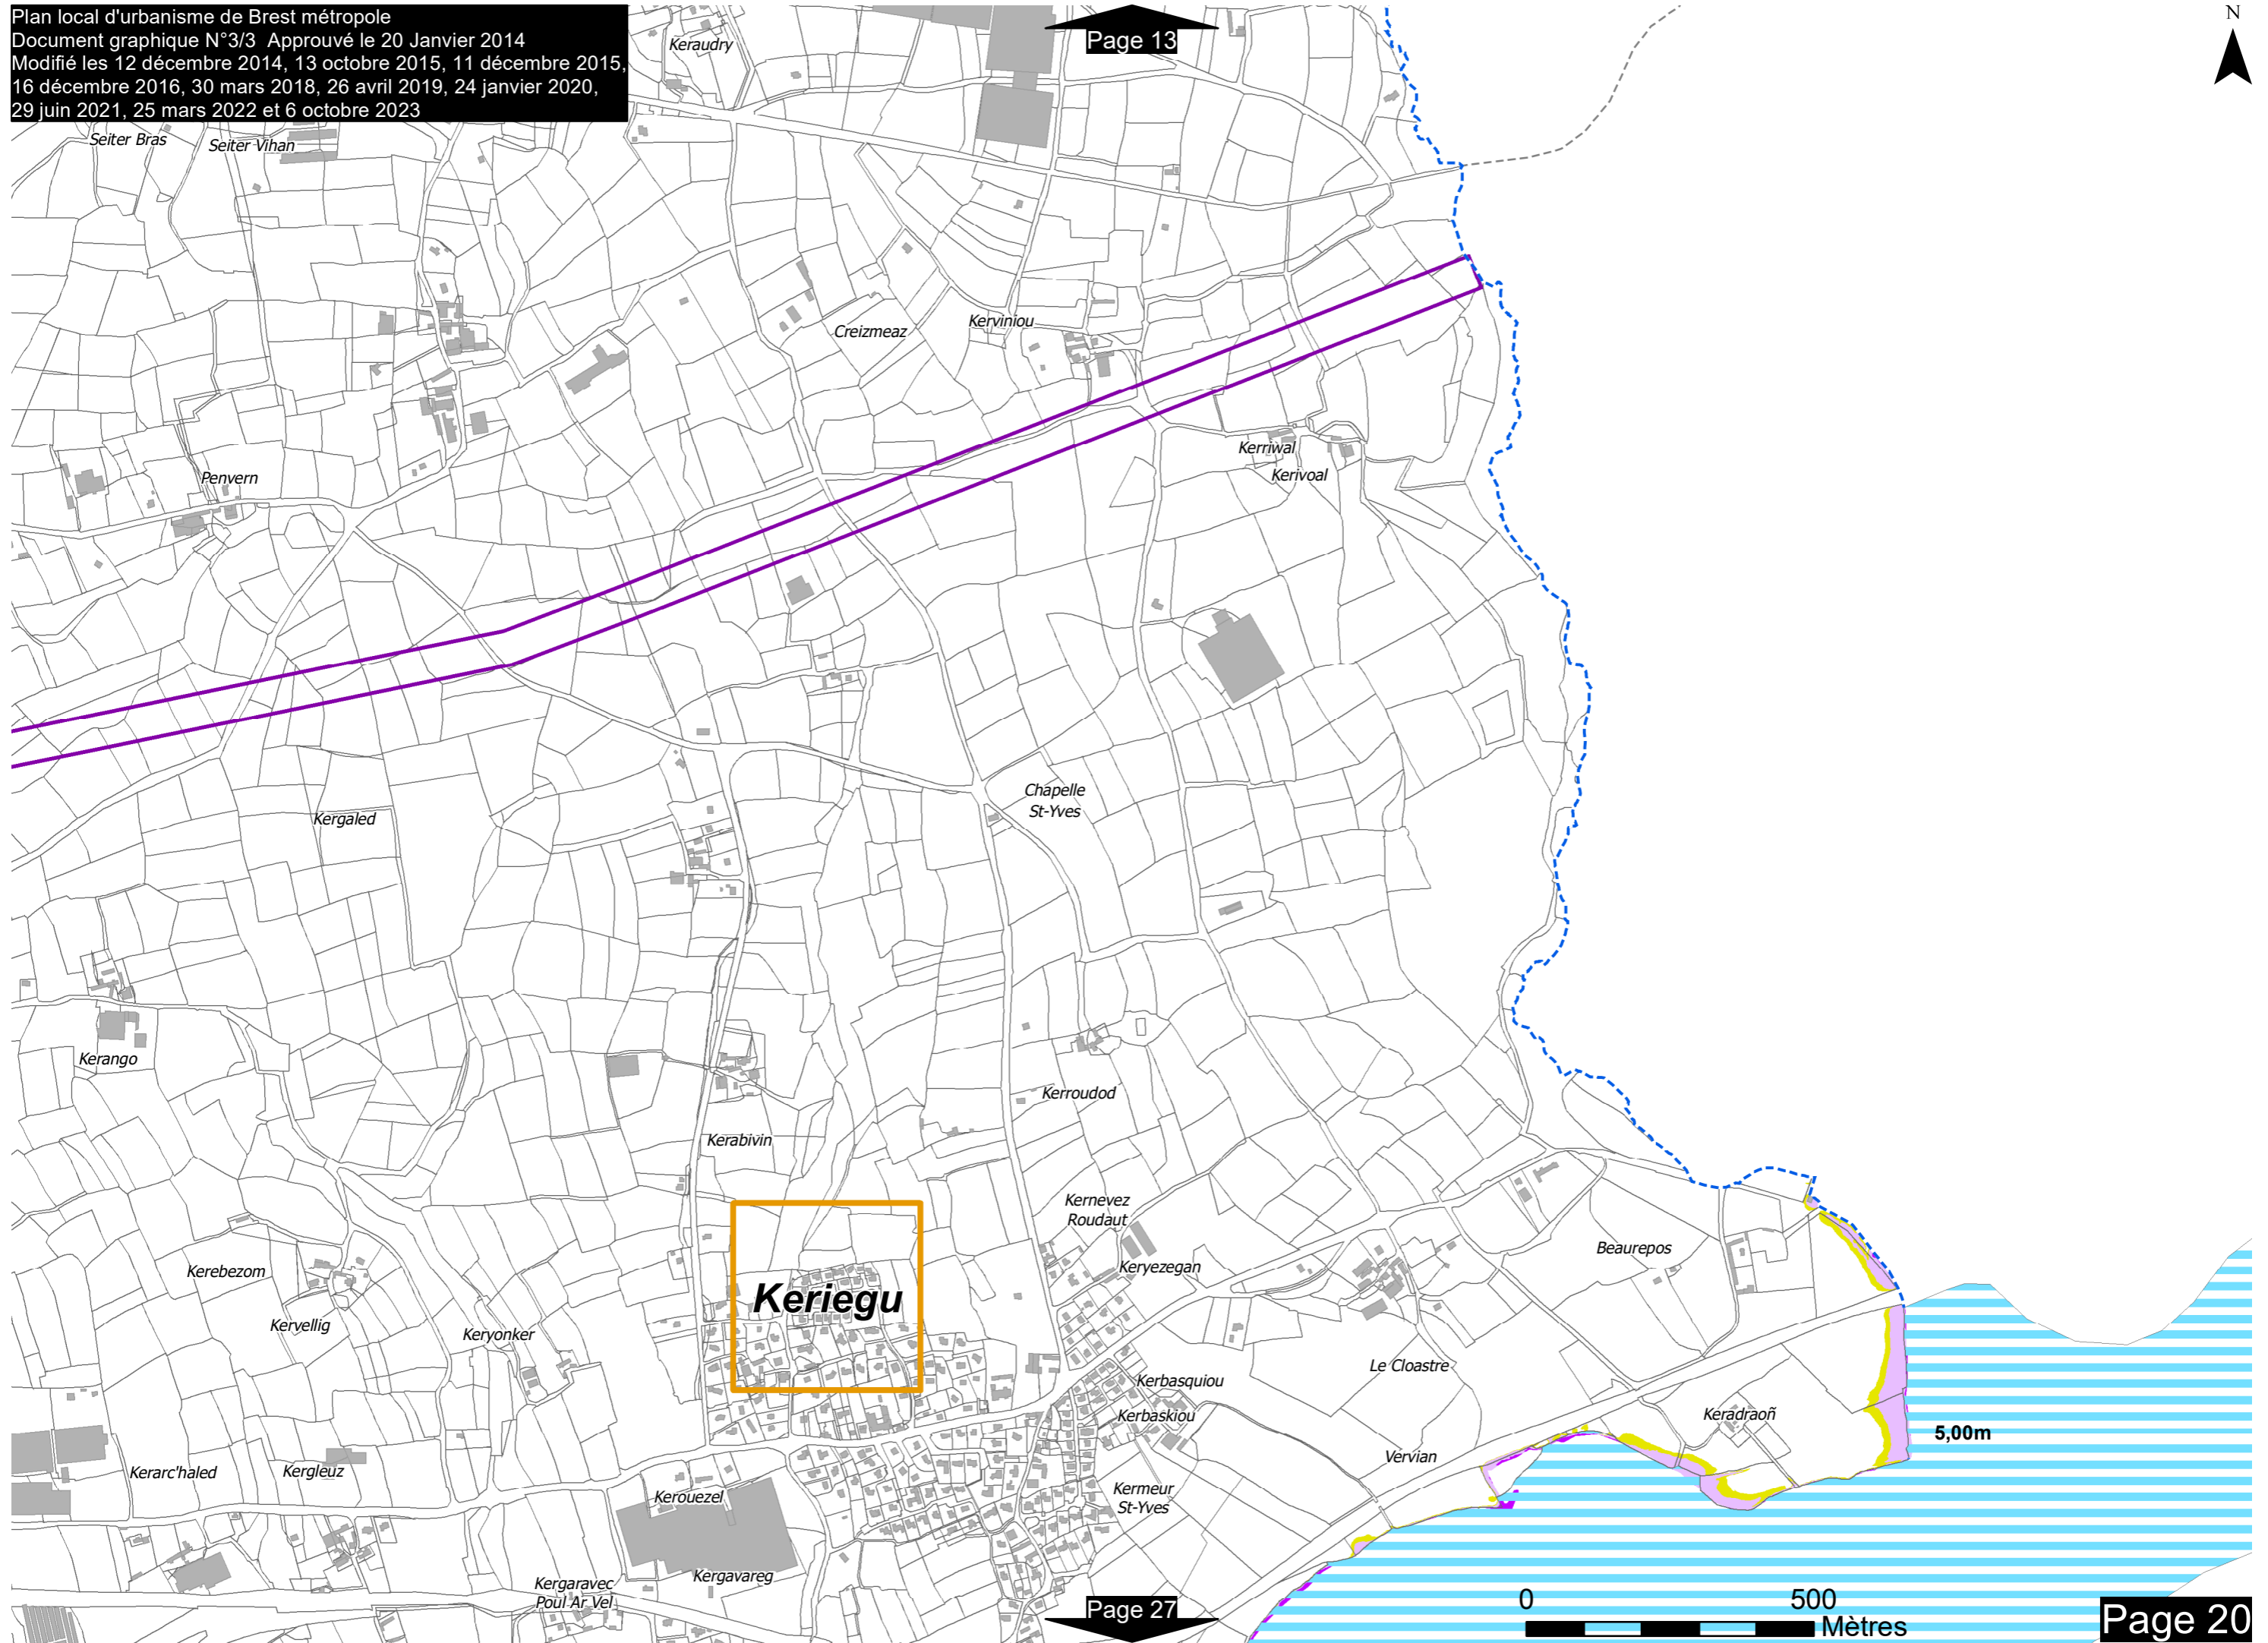 Plan local d'urbanisme de Brest métropole
Document graphique N°3/3 Approuvé le 20 Janvier 2014
Modifié les 12 décembre 2014, 13 octobre 2015, 11 décembre 2015,
16 décembre 2016, 30 mars 2018, 26 avril 2019, 24 janvier 2020,
29 juin 2021, 25 mars 2022 et 6 octobre 2023
N
Page 13
Keraudry
Seiter Bras
Seiter Vihan
Creizmeaz
Kerviniou
Kerriwal
Kerivoal
Penvern
Chapelle
St-Yves
Kergaled
Kerango
Kerroudod
Kerabivin
Kernevez
Roudaut
Keryezegan
Beaurepos
Kerebezom
Keriegu
Kervellig
Keryonker
Le Cloastre
Kerbasquiou
Kerbaskiou
Keradraoñ
5,00m
Vervian
Kerarc'haled
Kergleuz
Kerouezel
Kermeur
St-Yves
Kergavareg
Kergaravec
Poul Ar Vel
Page 27
0 500
Mètres
Page 20